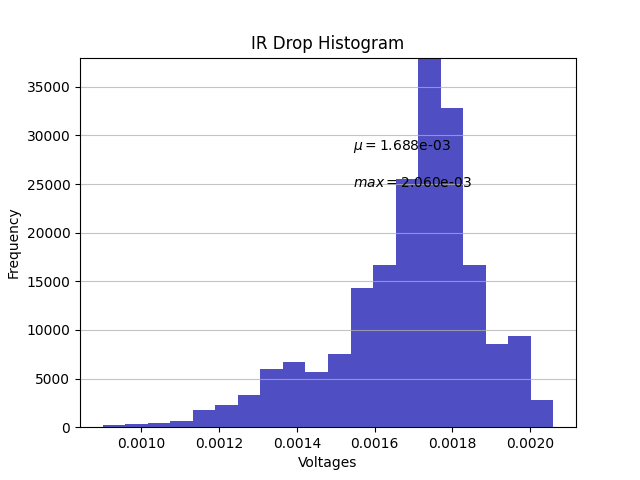 IR Drop Histogram
35000
30000
25000
20000
15000
10000
5000
0
Frequency
μ = 1.688e-03
max = 2.060e-03
0.0010 0.0012 0.0014 0.0016 0.0018 0.0020
Voltages